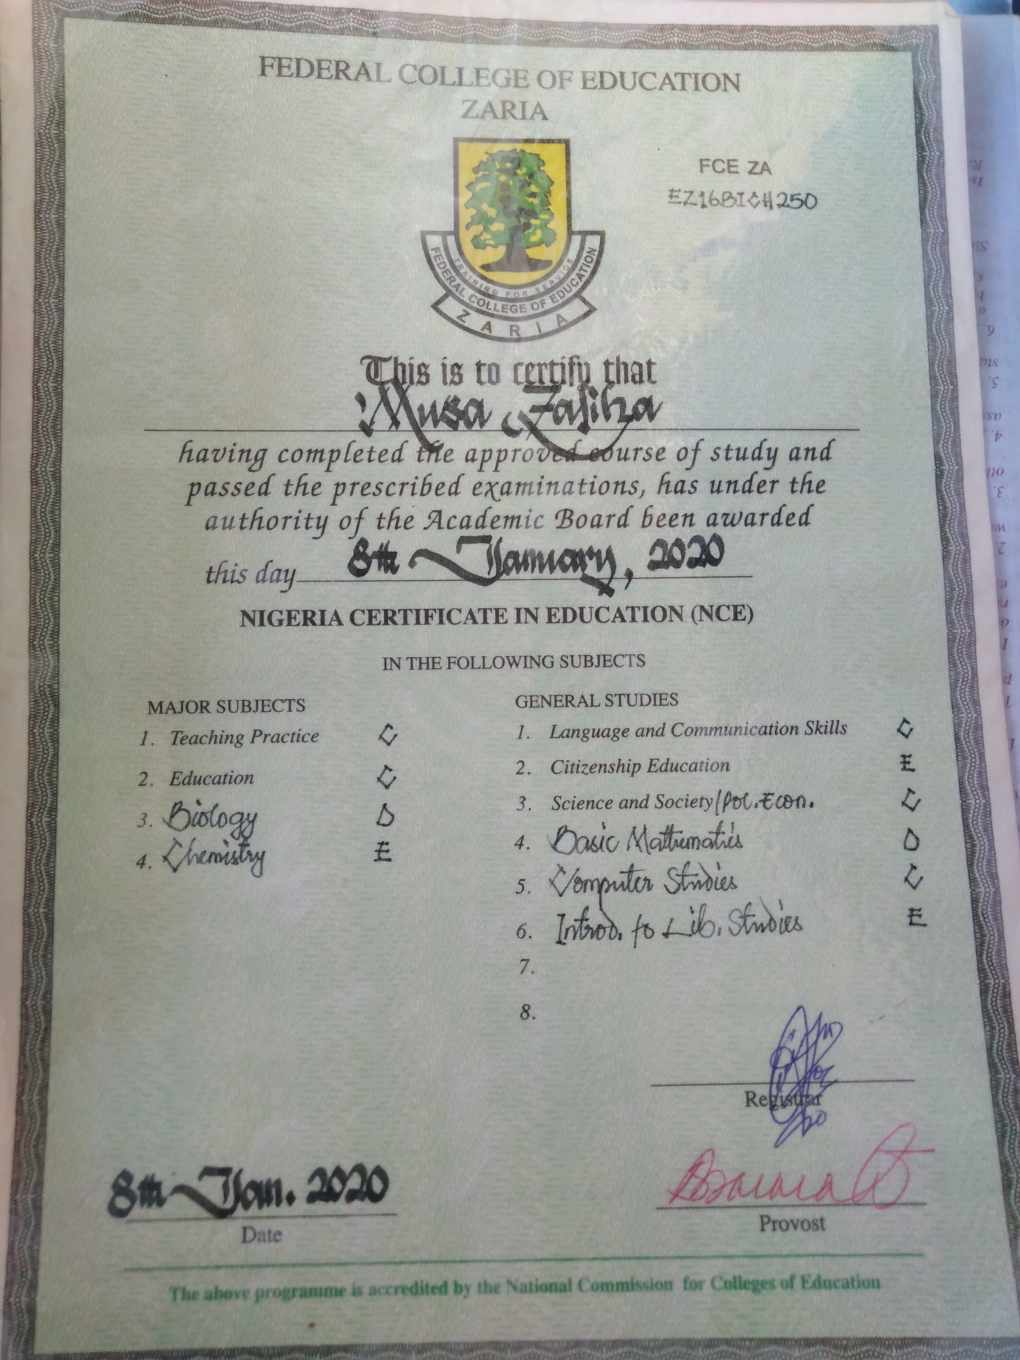 FEDERAL COLLEGE OF EDUCATION
ZARIA
FCE ZA
EZ16BICH250
TRAINING FOR SERVICE
FEDERAL COLLEGE OF EDUCATION
ZARIA
This is to certify that
Musa
having completed the approved course of study and
passed the prescribed examinations, has under the
authority of the Academic Board been awarded
this day 8th January, 2020
NIGERIA CERTIFICATE IN EDUCATION (NCE)
IN THE FOLLOWING SUBJECTS
MAJOR SUBJECTS
1. Teaching Practice C
2. Education C
3. Biology D
4. Chemistry E
GENERAL STUDIES
1. Language and Communication Skills C
2. Citizenship Education E
3. Science and Society/Pol.Econ. C
4. Basic Mathematics D
5. Computer Studies C
6. Introd. to Lib. Studies E
7.
8.
Registrar
8th Jan. 2020
Date
Provost
The above programme is accredited by the National Commission for Colleges of Education